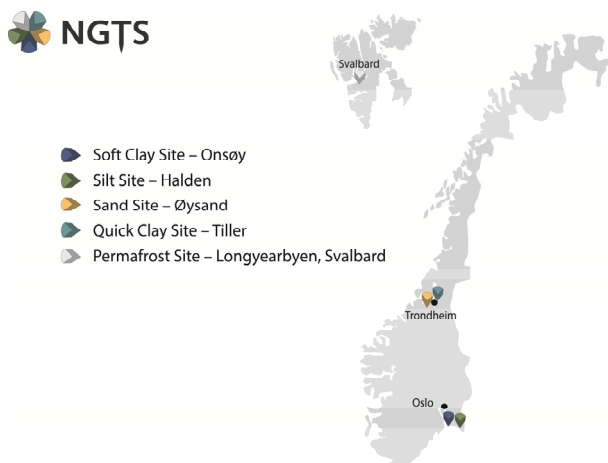 NGTS
Svalbard
Soft Clay Site – Onsøy
Silt Site – Halden
Sand Site – Øysand
Quick Clay Site – Tiller
Permafrost Site – Longyearbyen, Svalbard
Trondheim
Oslo